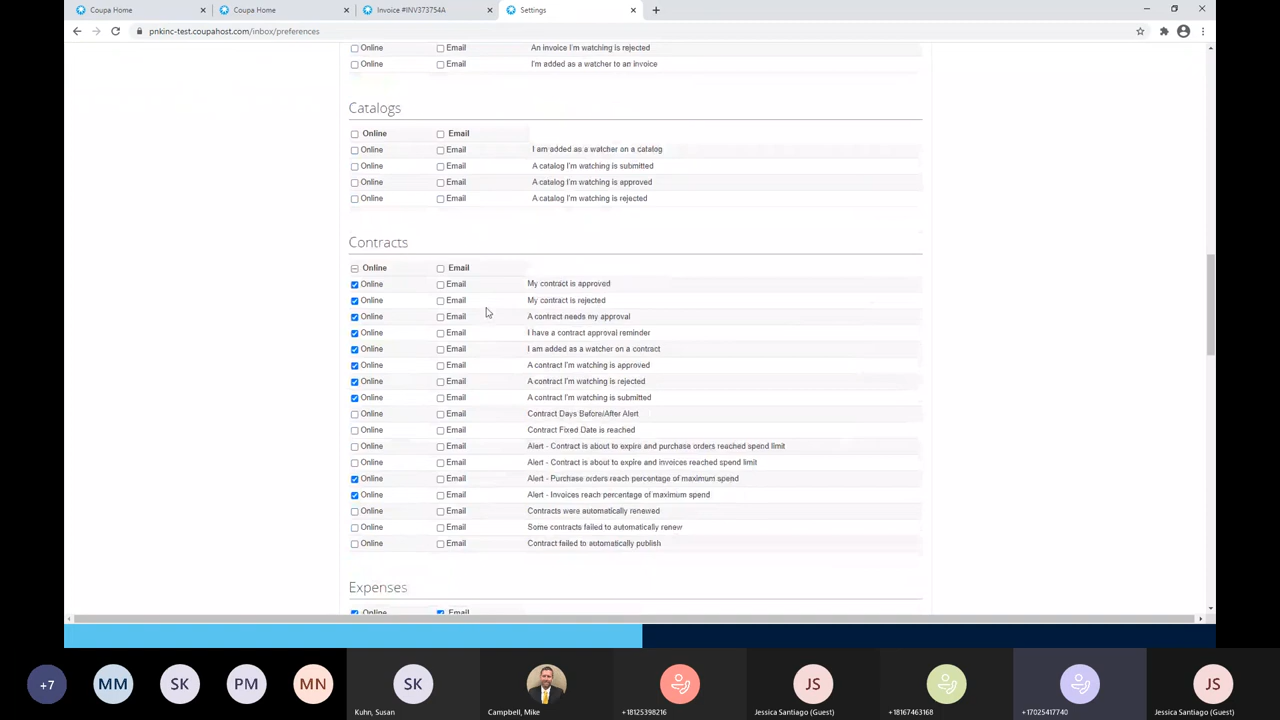 Coupa Home
Coupa Home
Invoice #INV373754A
Settings
pnkinc-test.coupahost.com/inbox/preferences
Online Email An invoice I'm watching is rejected
Online Email I'm added as a watcher to an invoice
Catalogs
Online Email
Online Email I am added as a watcher on a catalog
Online Email A catalog I'm watching is submitted
Online Email A catalog I'm watching is approved
Online Email A catalog I'm watching is rejected
Contracts
Online Email
Online Email My contract is approved
Online Email My contract is rejected
Online Email A contract needs my approval
Online Email I have a contract approval reminder
Online Email I am added as a watcher on a contract
Online Email A contract I'm watching is approved
Online Email A contract I'm watching is rejected
Online Email A contract I'm watching is submitted
Online Email Contract Days Before/After Alert
Online Email Contract Fixed Date is reached
Online Email Alert - Contract is about to expire and purchase orders reached spend limit
Online Email Alert - Contract is about to expire and invoices reached spend limit
Online Email Alert - Purchase orders reach percentage of maximum spend
Online Email Alert - Invoices reach percentage of maximum spend
Online Email Contracts were automatically renewed
Online Email Some contracts failed to automatically renew
Online Email Contract failed to automatically publish
Expenses
Online Email
+7 MM SK PM MN SK JS JS
Kuhn, Susan Campbell, Mike +18125398216 Jessica Santiago (Guest) +18167463168 +17025417740 Jessica Santiago (Guest)